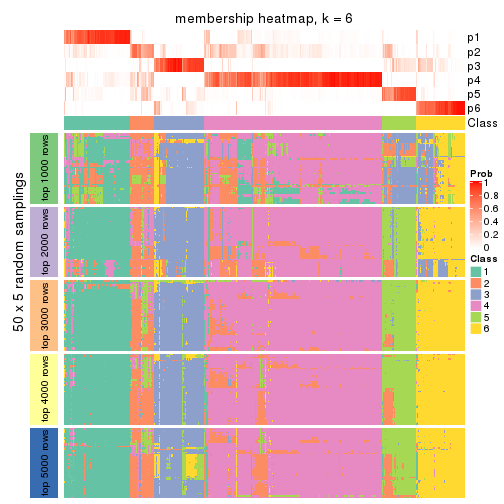 membership heatmap, k = 6
p1
p2
p3
p4
p5
p6
Class
50 x 5 random samplings
top 1000 rows
top 2000 rows
top 3000 rows
top 4000 rows
top 5000 rows
Prob
1
0.8
0.6
0.4
0.2
0
Class
1
2
3
4
5
6